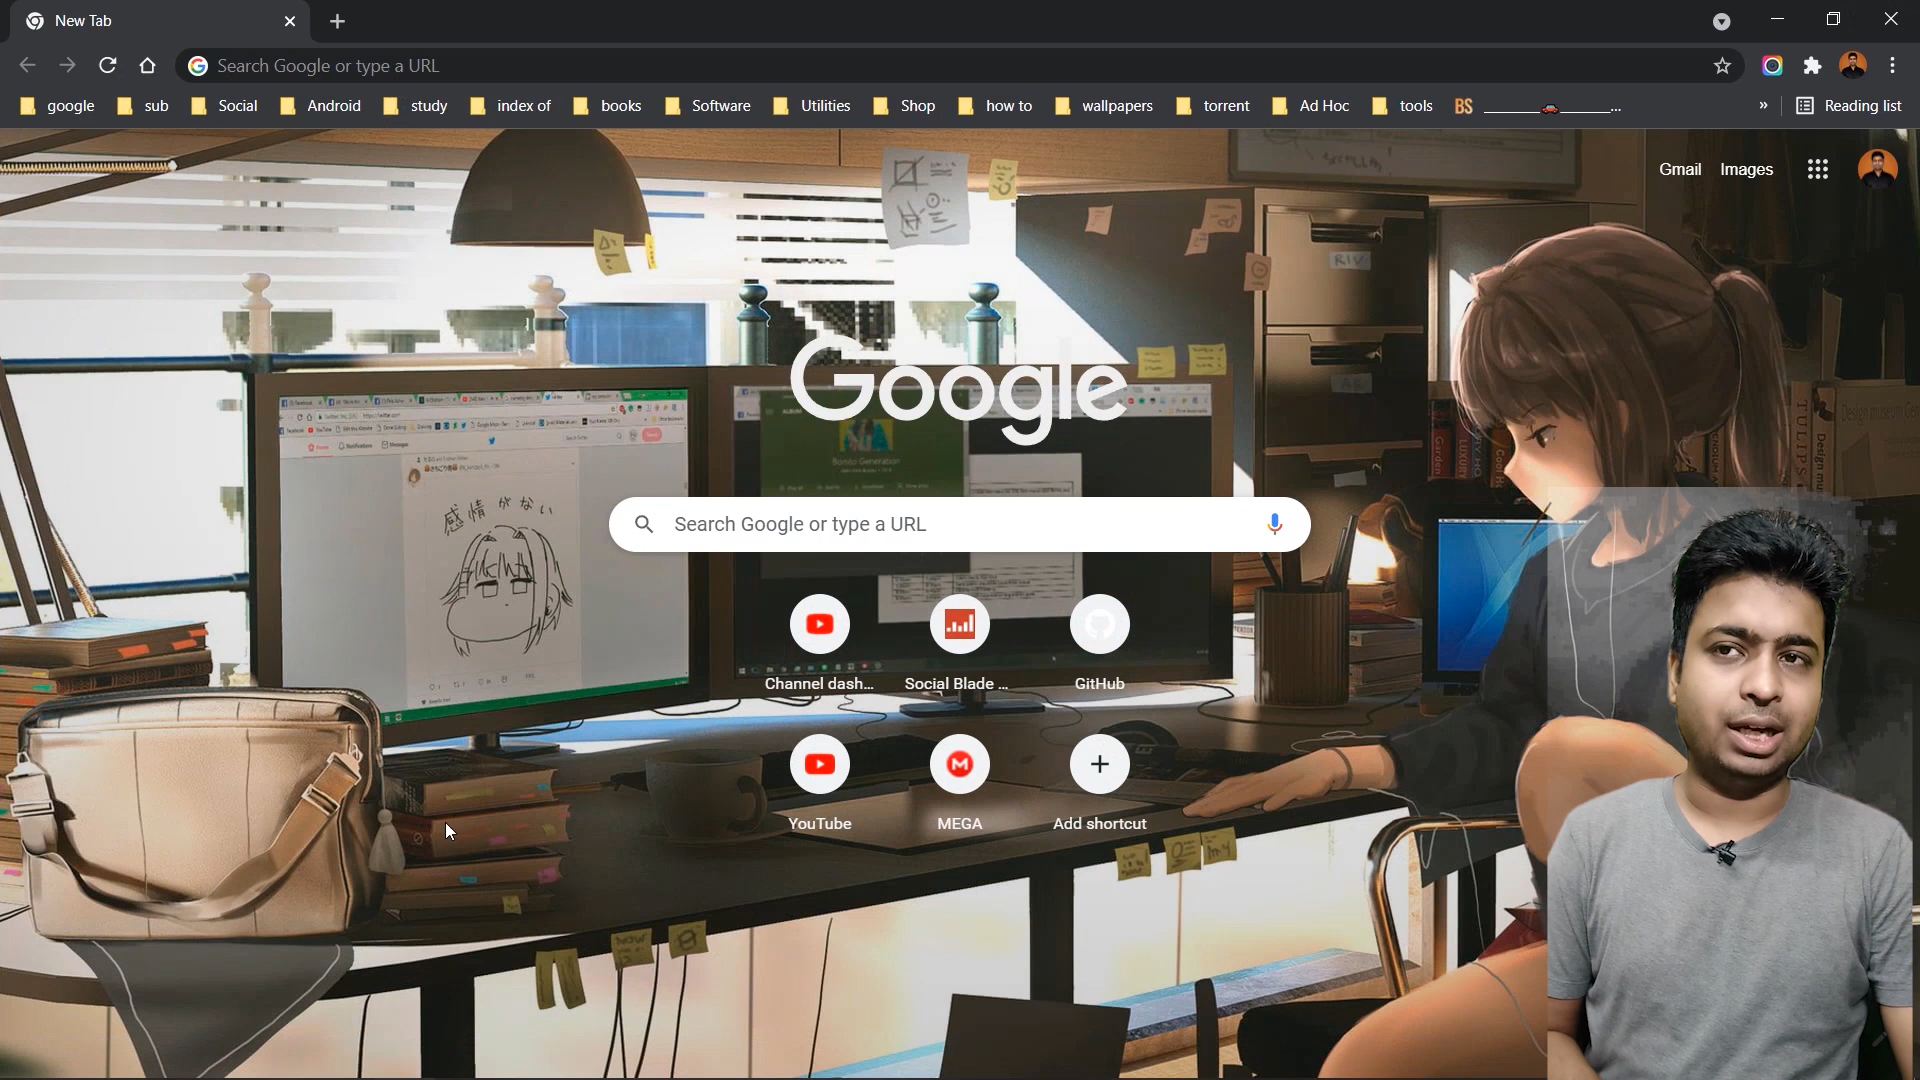 New Tab
Search Google or type a URL
google sub Social Android study index of books Software Utilities Shop how to wallpapers torrent Ad Hoc tools BS ... » Reading list
Gmail Images
RIV
Google
感情がない
Search Google or type a URL
Channel dash... Social Blade ... GitHub
YouTube MEGA Add shortcut